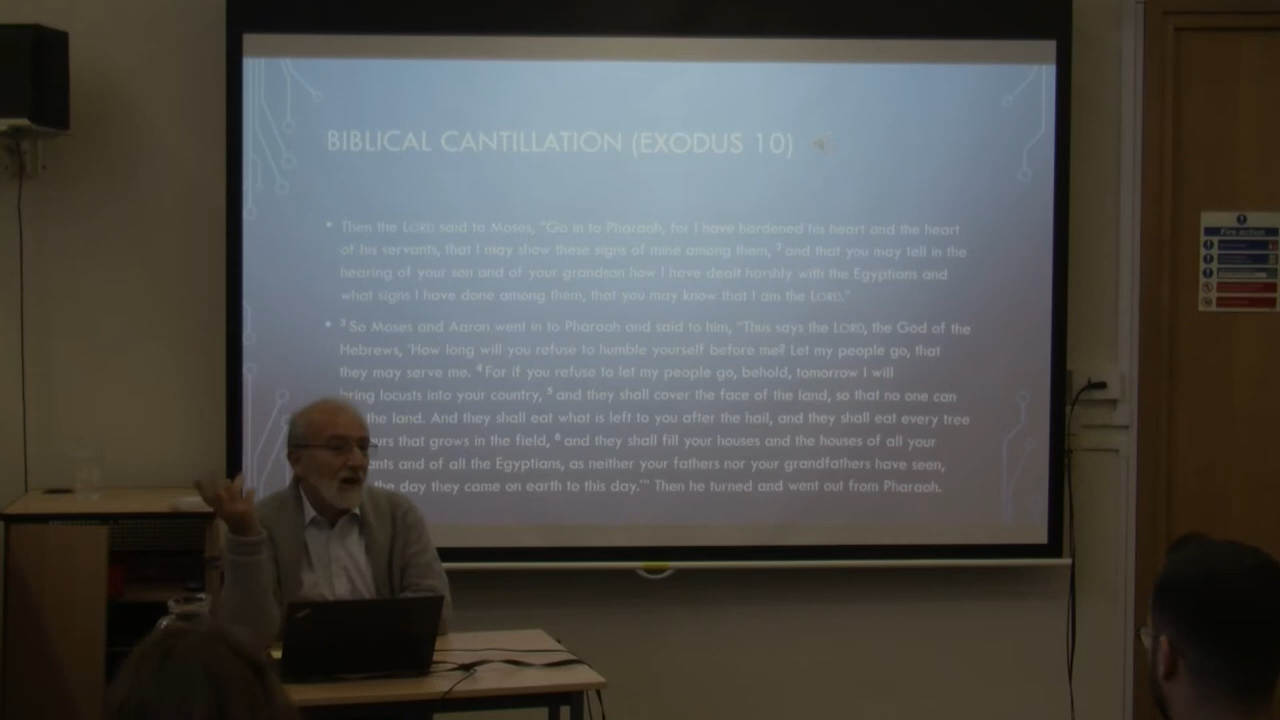 BIBLICAL CANTILLATION (EXODUS 10)
• Then the LORD said to Moses, "Go in to Pharaoh, for I have hardened his heart and the heart
of his servants, that I may show these signs of mine among them, ² and that you may tell in the
hearing of your son and of your grandson how I have dealt harshly with the Egyptians and
what signs I have done among them, that you may know that I am the LORD."
• ³ So Moses and Aaron went in to Pharaoh and said to him, "Thus says the LORD, the God of the
Hebrews, 'How long will you refuse to humble yourself before me? Let my people go, that
they may serve me. ⁴ For if you refuse to let my people go, behold, tomorrow I will
bring locusts into your country, ⁵ and they shall cover the face of the land, so that no one can
the land. And they shall eat what is left to you after the hail, and they shall eat every tree
urs that grows in the field, ⁶ and they shall fill your houses and the houses of all your
ants and of all the Egyptians, as neither your fathers nor your grandfathers have seen,
the day they came on earth to this day.'" Then he turned and went out from Pharaoh.
Fire action